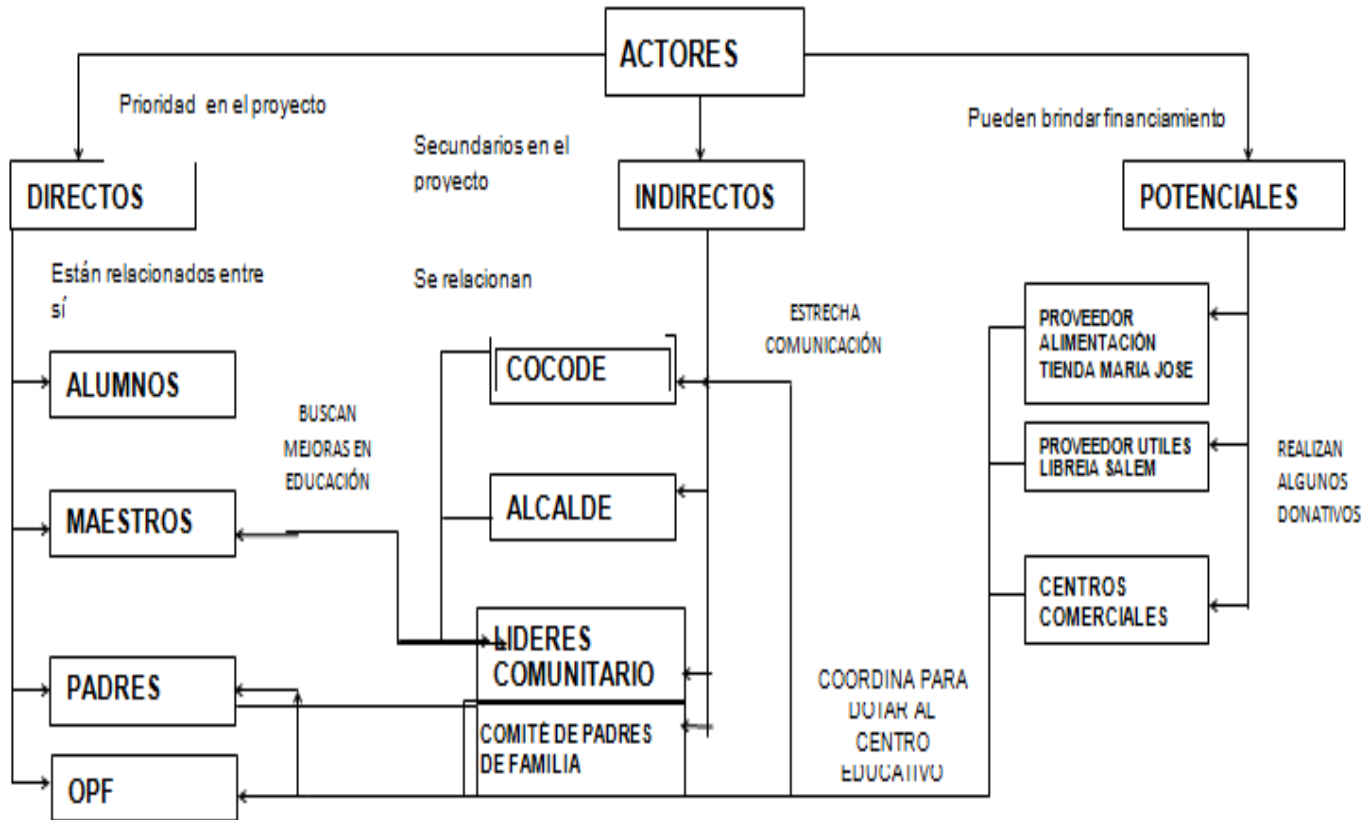 ACTORES
Prioridad en el proyecto
Secundarios en el
proyecto
Pueden brindar financiamiento
DIRECTOS
INDIRECTOS
POTENCIALES
Están relacionados entre
sí
Se relacionan
ESTRECHA
COMUNICACIÓN
PROVEEDOR
ALIMENTACIÓN
TIENDA MARIA JOSE
COCODE
ALUMNOS
BUSCAN
MEJORAS EN
EDUCACIÓN
PROVEEDOR UTILES
LIBREIA SALEM
REALIZAN
ALGUNOS
DONATIVOS
ALCALDE
MAESTROS
CENTROS
COMERCIALES
LIDERES
COMUNITARIO
PADRES
COORDINA PARA
DOTAR AL
CENTRO
EDUCATIVO
COMITÉ DE PADRES
DE FAMILIA
OPF